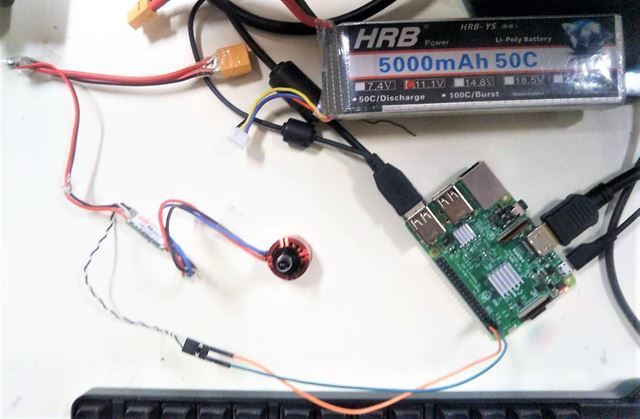 HRB Power
HRB-YS
Li-Poly Battery
5000mAh 50C
7.4V 11.1V 14.8V 18.5V
50C/Discharge • 100C/Burst